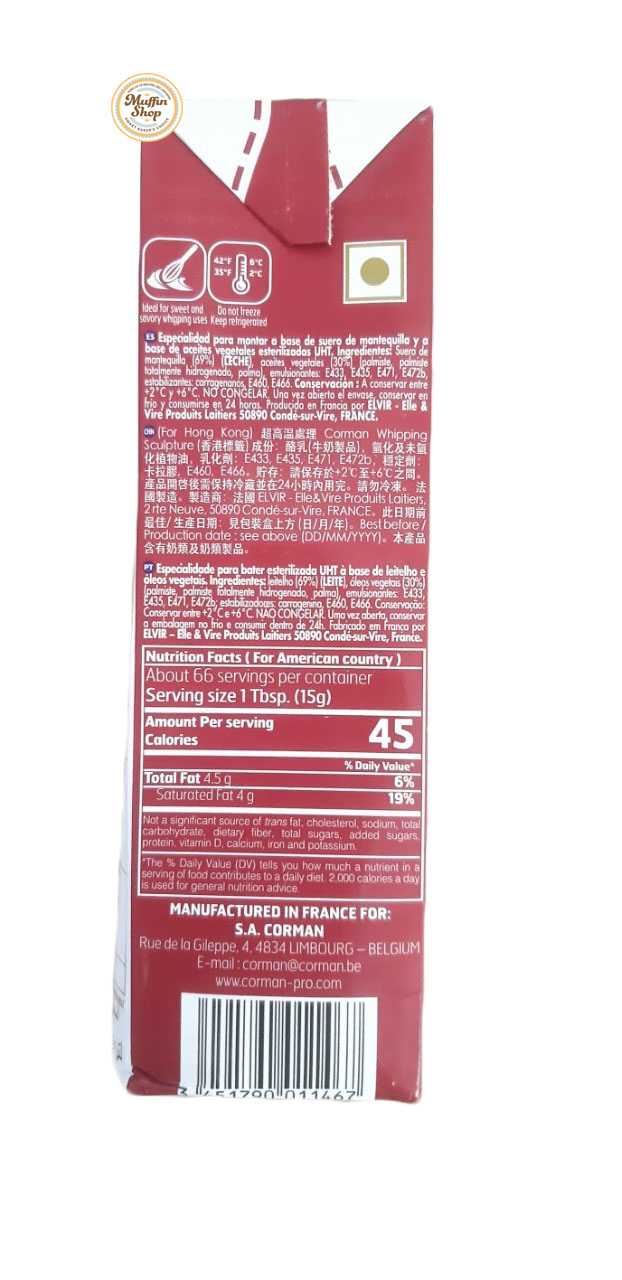 Muffin
Shop
SMART BAKER'S CHOICE
42°F 6°C
35°F 2°C
Ideal for sweet and
savory whipping uses
Do not freeze
Keep refrigerated
ES Especialidad para montar a base de suero de mantequilla y a
base de aceites vegetales esterilizadas UHT. Ingredientes: Suero de
mantequilla (69%) (LECHE), aceites vegetales (30%) (palmiste, palmiste
totalmente hidrogenado, palma), emulsionantes: E433, E435, E471, E472b,
estabilizantes: carragenanos, E460, E466. Conservación : A conservar entre
+2°C y +6°C. NO CONGELAR. Una vez abierto el envase, conservar en
frío y consumirse en 24 horas. Producido en Francia por ELVIR - Elle &
Vire Produits Laitiers 50890 Condé-sur-Vire, FRANCE.
CHN (For Hong Kong) 超高溫處理 Corman Whipping
Sculpture (香港標籤) 成份: 酪乳(牛奶製品), 氫化及未氫
化植物油, 乳化劑: E433, E435, E471, E472b, 穩定劑:
卡拉膠, E460, E466。貯存: 請保存於+2℃至+6℃之間。
產品開啓後需保持冷藏並在24小時內用完。請勿冷凍。 法
國製造。製造商: 法國 ELVIR - Elle&Vire Produits Laitiers,
2 rte Neuve, 50890 Condé-sur-Vire, FRANCE。此日期前
最佳/ 生產日期: 見包裝盒上方 (日/月/年)。Best before /
Production date : see above (DD/MM/YYYY)。本產品
含有奶類及奶類製品。
PT Especialidade para bater esterilizada UHT à base de leitelho e
óleos vegetais. Ingredientes: leitelho (69%) (LEITE), óleos vegetais (30%)
(palmiste, palmiste totalmente hidrogenado, palma), emulsionantes: E433,
E435, E471, E472b; estabilizadoras: carragenina, E460, E466. Conservação:
Conservar entre +2°C e +6°C. NÃO CONGELAR. Uma vez aberto, conservar
a embalagem no frio e consumir dentro de 24h. Fabricado em França por
ELVIR – Elle & Vire Produits Laitiers 50890 Condé-sur-Vire, France.
Nutrition Facts ( For American country )
About 66 servings per container
Serving size 1 Tbsp. (15g)
Amount Per serving
Calories 45
% Daily Value*
Total Fat 4.5 g 6%
Saturated Fat 4 g 19%
Not a significant source of trans fat, cholesterol, sodium, total
carbohydrate, dietary fiber, total sugars, added sugars,
protein, vitamin D, calcium, iron and potassium.
*The % Daily Value (DV) tells you how much a nutrient in a
serving of food contributes to a daily diet. 2,000 calories a day
is used for general nutrition advice.
MANUFACTURED IN FRANCE FOR:
S.A. CORMAN
Rue de la Gileppe, 4, 4834 LIMBOURG – BELGIUM
E-mail : corman@corman.be
www.corman-pro.com
3 451790 011467